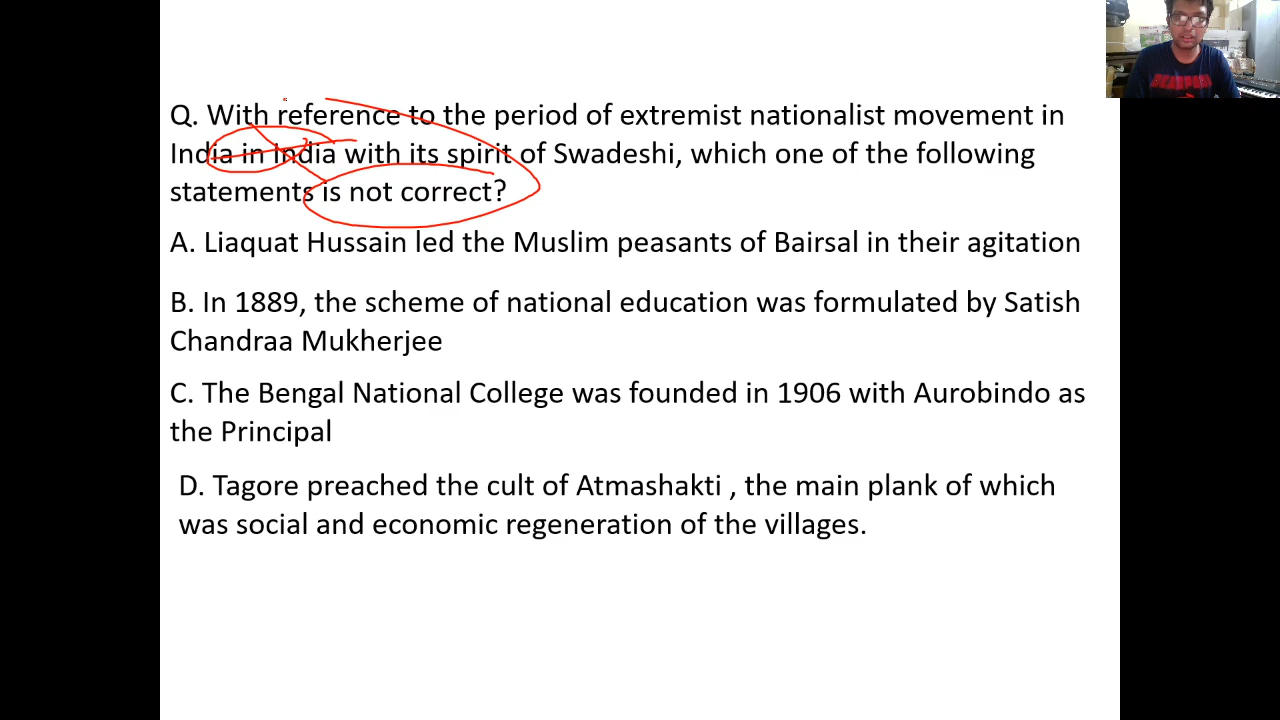 Q. With reference to the period of extremist nationalist movement in
India in India with its spirit of Swadeshi, which one of the following
statements is not correct?
A. Liaquat Hussain led the Muslim peasants of Bairsal in their agitation
B. In 1889, the scheme of national education was formulated by Satish
Chandraa Mukherjee
C. The Bengal National College was founded in 1906 with Aurobindo as
the Principal
D. Tagore preached the cult of Atmashakti , the main plank of which
was social and economic regeneration of the villages.